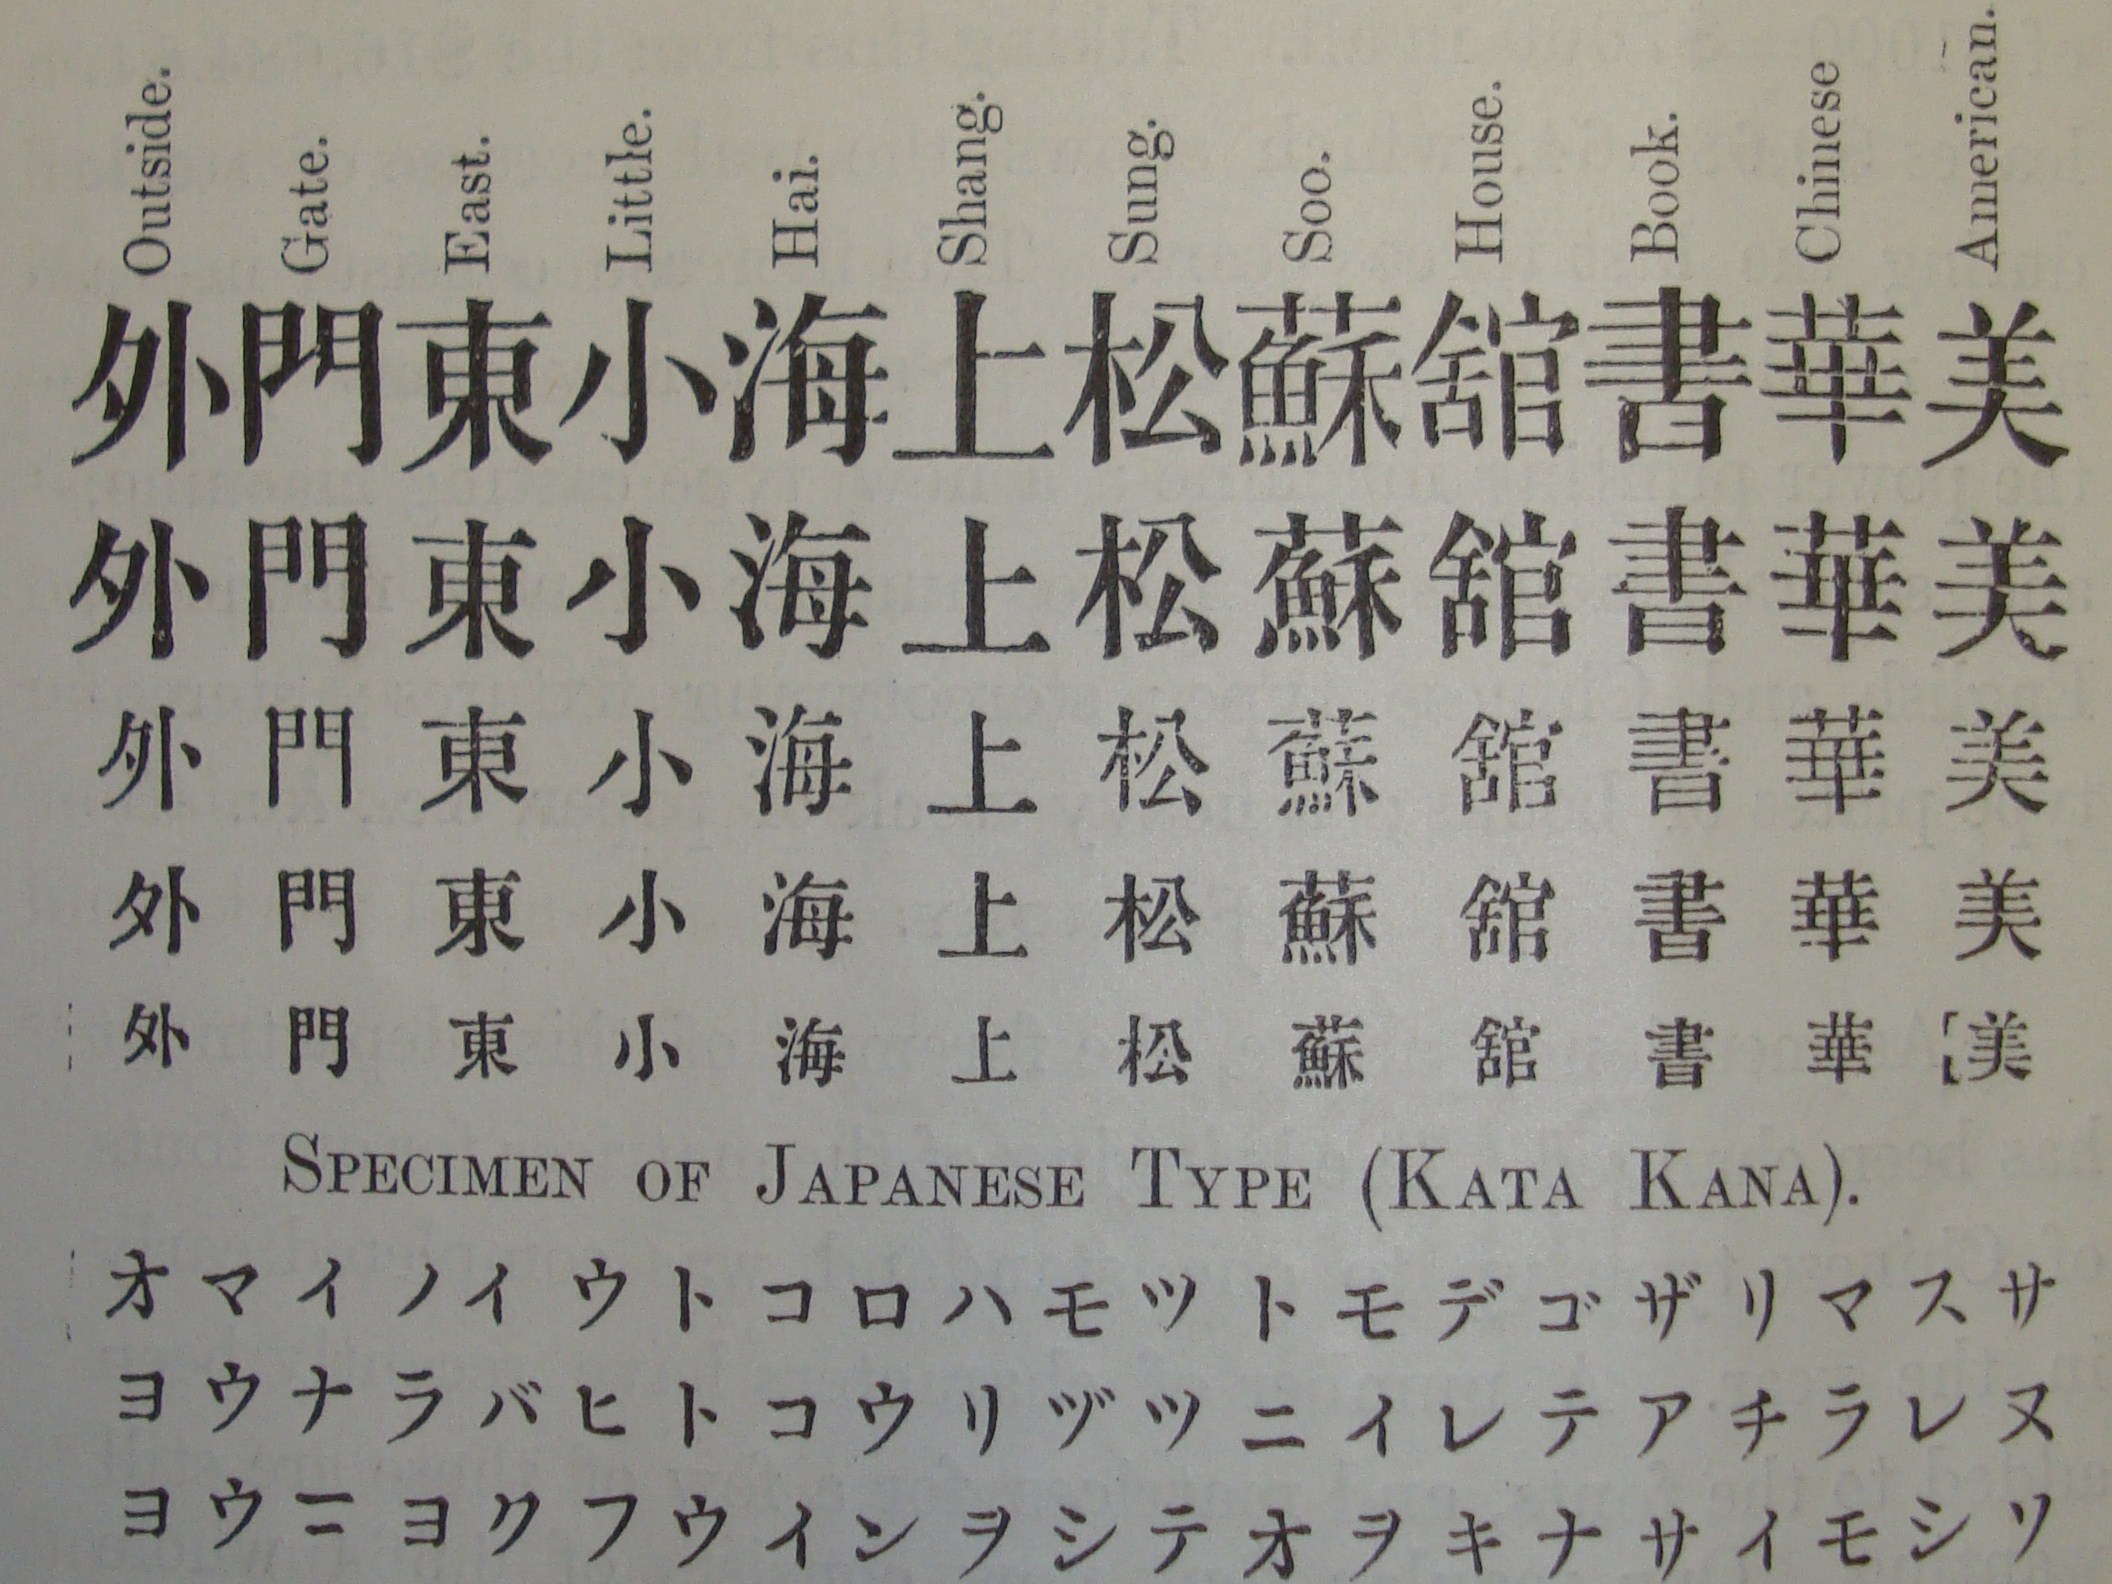 Outside. Gate. East. Little. Hai. Shang. Sung. Soo. House. Book. Chinese American.
外門東小海上松蘇舘書華美
外門東小海上松蘇舘書華美
外門東小海上松蘇舘書華美
外門東小海上松蘇舘書華美
外門東小海上松蘇舘書華美
SPECIMEN OF JAPANESE TYPE (KATA KANA).
オマイノイウトコロハモツトモデゴザリマスサ
ヨウナラバヒトコウリヅツニイレテアチラレヌ
ヨウニヨクフウインヲシテオヲキナサイモシソ